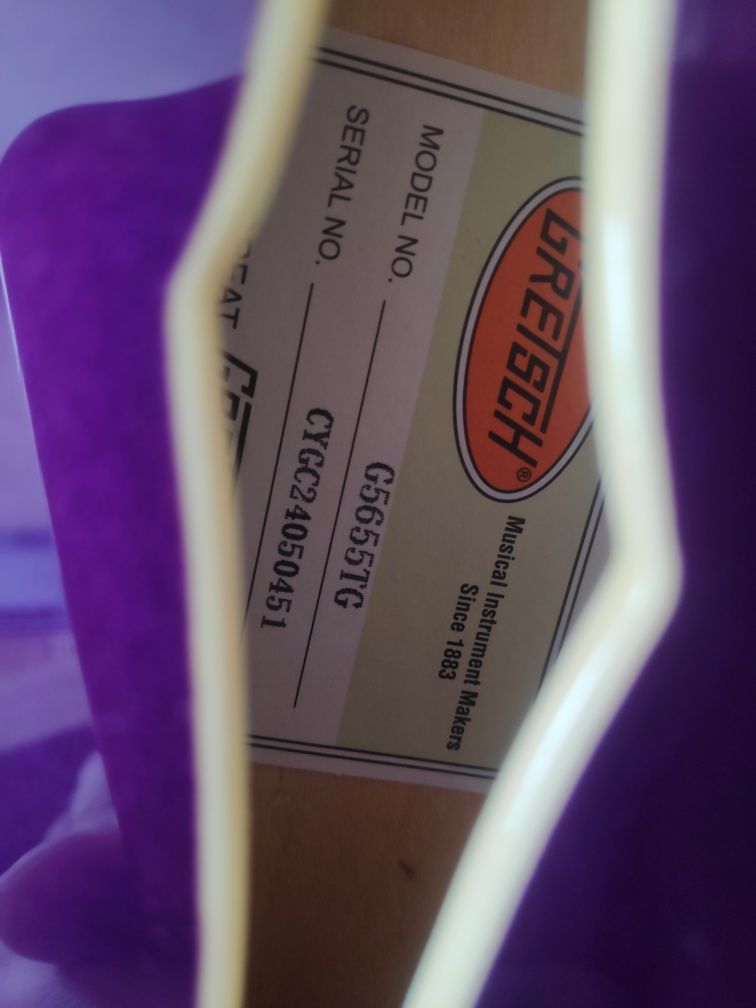 GRETSCH®
Musical Instrument Makers
Since 1883
MODEL NO. G5655TG
SERIAL NO. CYGC24050451